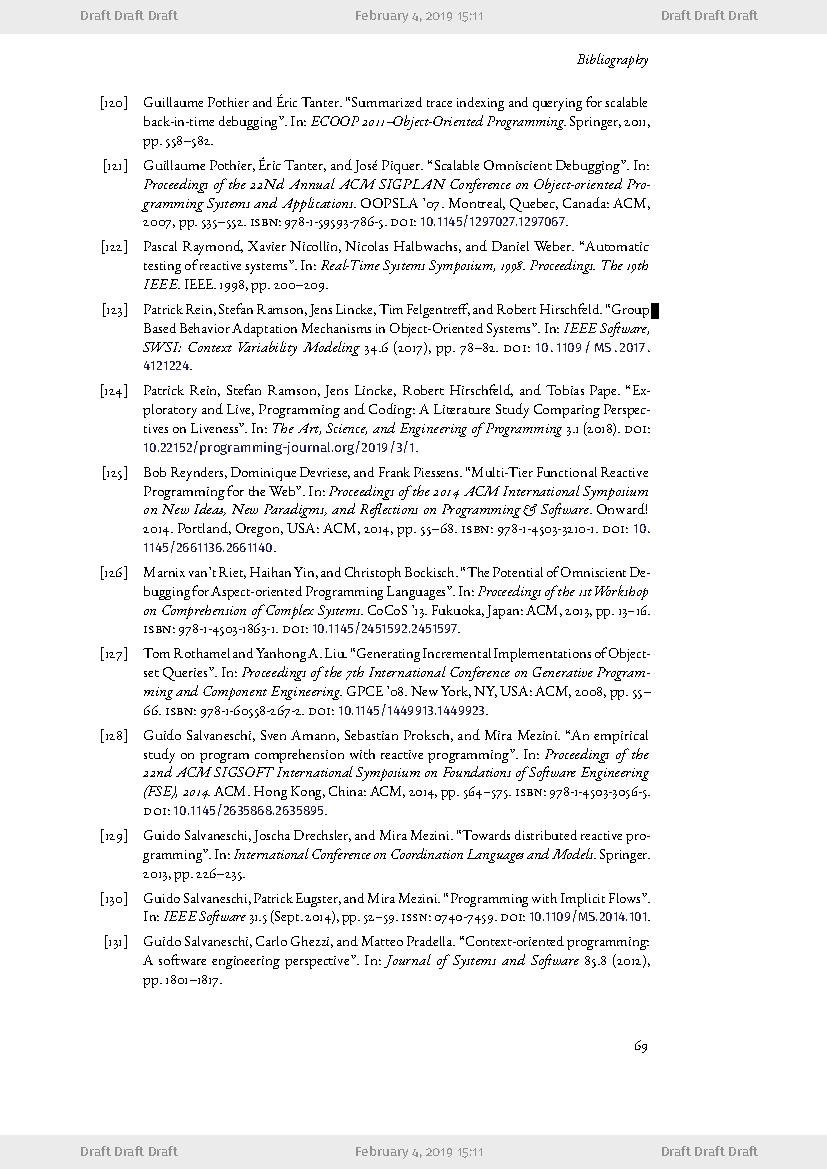 Draft Draft Draft February 4, 2019 15:11 Draft Draft Draft
Bibliography
[120] Guillaume Pothier and Éric Tanter. “Summarized trace indexing and querying for scalable
back-in-time debugging”. In: ECOOP 2011–Object-Oriented Programming. Springer, 2011,
pp. 558–582.
[121] Guillaume Pothier, Éric Tanter, and José Piquer. “Scalable Omniscient Debugging”. In:
Proceedings of the 22Nd Annual ACM SIGPLAN Conference on Object-oriented Pro-
gramming Systems and Applications. OOPSLA ’07. Montreal, Quebec, Canada: ACM,
2007, pp. 535–552. ISBN: 978-1-59593-786-5. DOI: 10.1145/1297027.1297067.
[122] Pascal Raymond, Xavier Nicollin, Nicolas Halbwachs, and Daniel Weber. “Automatic
testing of reactive systems”. In: Real-Time Systems Symposium, 1998. Proceedings. The 19th
IEEE. IEEE. 1998, pp. 200–209.
[123] Patrick Rein, Stefan Ramson, Jens Lincke, Tim Felgentreff, and Robert Hirschfeld. “Group
Based Behavior Adaptation Mechanisms in Object-Oriented Systems”. In: IEEE Software,
SWSI: Context Variability Modeling 34.6 (2017), pp. 78–82. DOI: 10.1109/MS.2017.
4121224.
[124] Patrick Rein, Stefan Ramson, Jens Lincke, Robert Hirschfeld, and Tobias Pape. “Ex-
ploratory and Live, Programming and Coding: A Literature Study Comparing Perspec-
tives on Liveness”. In: The Art, Science, and Engineering of Programming 3.1 (2018). DOI:
10.22152/programming-journal.org/2019/3/1.
[125] Bob Reynders, Dominique Devriese, and Frank Piessens. “Multi-Tier Functional Reactive
Programming for the Web”. In: Proceedings of the 2014 ACM International Symposium
on New Ideas, New Paradigms, and Reflections on Programming & Software. Onward!
2014. Portland, Oregon, USA: ACM, 2014, pp. 55–68. ISBN: 978-1-4503-3210-1. DOI: 10.
1145/2661136.2661140.
[126] Marnix van’t Riet, Haihan Yin, and Christoph Bockisch. “The Potential of Omniscient De-
bugging for Aspect-oriented Programming Languages”. In: Proceedings of the 1st Workshop
on Comprehension of Complex Systems. CoCoS ’13. Fukuoka, Japan: ACM, 2013, pp. 13–16.
ISBN: 978-1-4503-1863-1. DOI: 10.1145/2451592.2451597.
[127] Tom Rothamel and Yanhong A. Liu. “Generating Incremental Implementations of Object-
set Queries”. In: Proceedings of the 7th International Conference on Generative Program-
ming and Component Engineering. GPCE ’08. New York, NY, USA: ACM, 2008, pp. 55–
66. ISBN: 978-1-60558-267-2. DOI: 10.1145/1449913.1449923.
[128] Guido Salvaneschi, Sven Amann, Sebastian Proksch, and Mira Mezini. “An empirical
study on program comprehension with reactive programming”. In: Proceedings of the
22nd ACM SIGSOFT International Symposium on Foundations of Software Engineering
(FSE), 2014. ACM. Hong Kong, China: ACM, 2014, pp. 564–575. ISBN: 978-1-4503-3056-5.
DOI: 10.1145/2635868.2635895.
[129] Guido Salvaneschi, Joscha Drechsler, and Mira Mezini. “Towards distributed reactive pro-
gramming”. In: International Conference on Coordination Languages and Models. Springer.
2013, pp. 226–235.
[130] Guido Salvaneschi, Patrick Eugster, and Mira Mezini. “Programming with Implicit Flows”.
In: IEEE Software 31.5 (Sept. 2014), pp. 52–59. ISSN: 0740-7459. DOI: 10.1109/MS.2014.101.
[131] Guido Salvaneschi, Carlo Ghezzi, and Matteo Pradella. “Context-oriented programming:
A software engineering perspective”. In: Journal of Systems and Software 85.8 (2012),
pp. 1801–1817.
69
Draft Draft Draft February 4, 2019 15:11 Draft Draft Draft